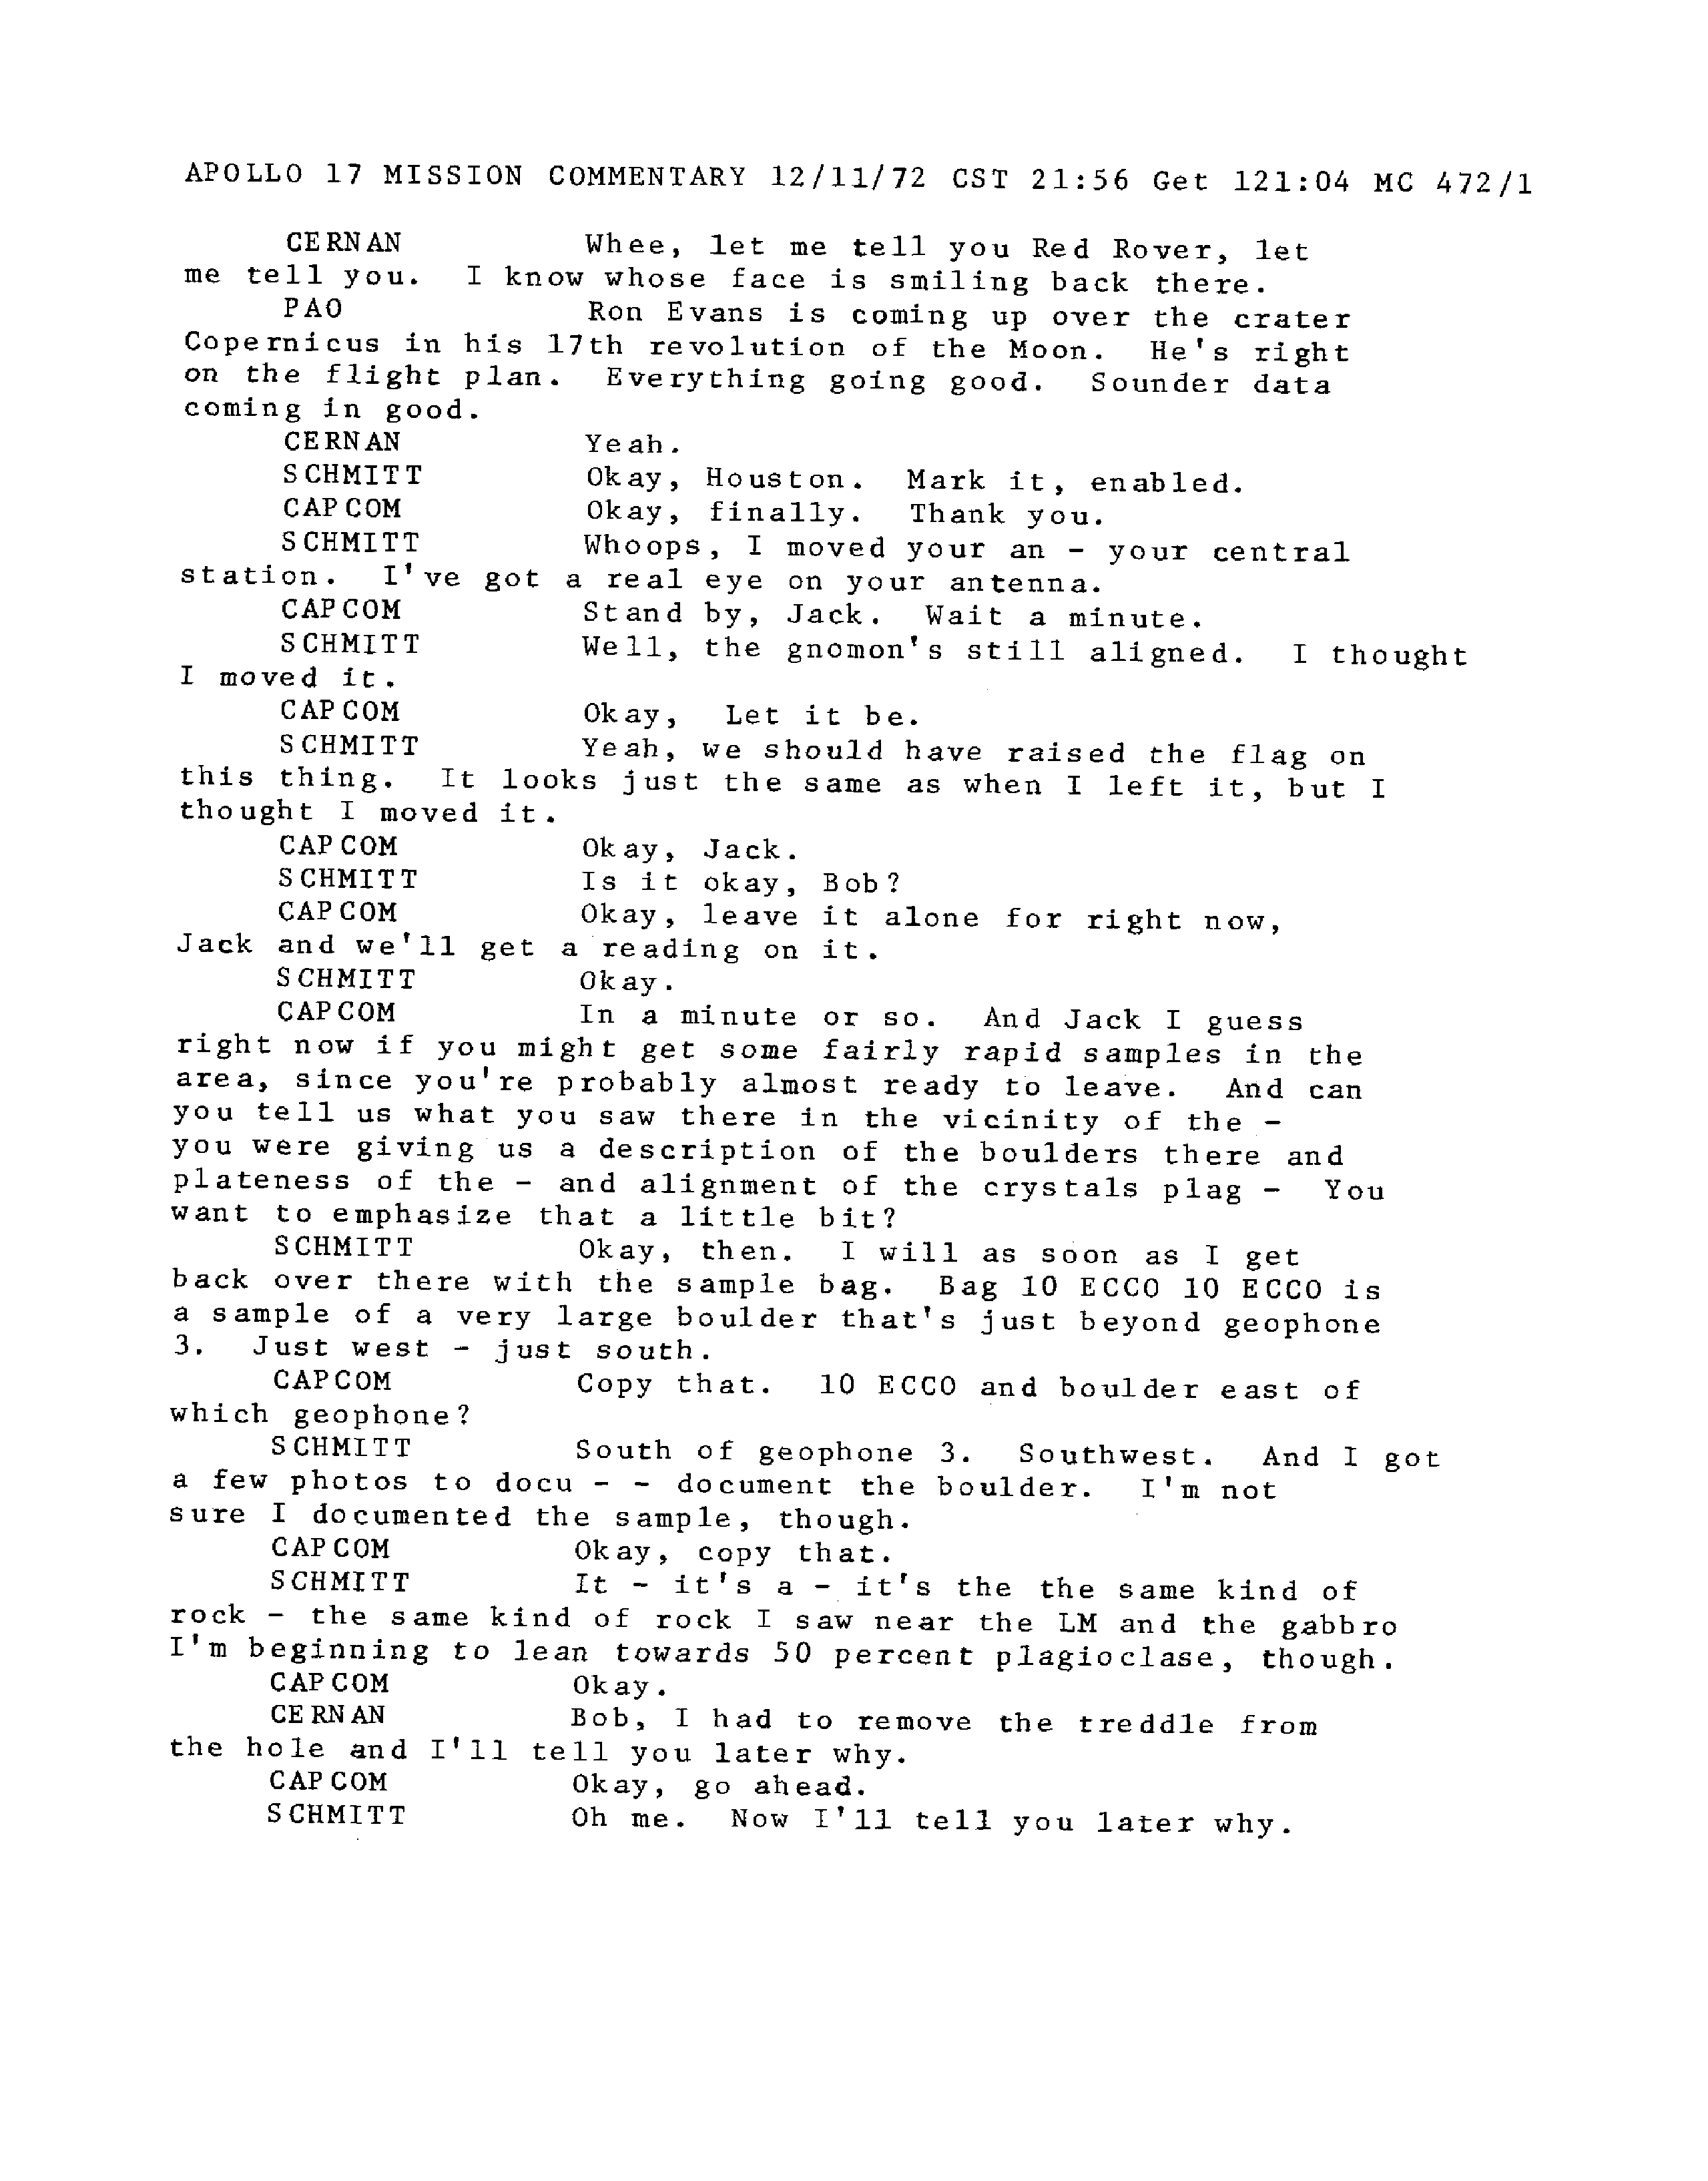 APOLLO 17 MISSION COMMENTARY 12/11/72 CST 21:56 Get 121:04 MC 472/1
CERNAN Whee, let me tell you Red Rover, let
me tell you. I know whose face is smiling back there.
PAO Ron Evans is coming up over the crater
Copernicus in his 17th revolution of the Moon. He's right
on the flight plan. Everything going good. Sounder data
coming in good.
CERNAN Yeah.
SCHMITT Okay, Houston. Mark it, enabled.
CAPCOM Okay, finally. Thank you.
SCHMITT Whoops, I moved your an - your central
station. I've got a real eye on your antenna.
CAPCOM Stand by, Jack. Wait a minute.
SCHMITT Well, the gnomon's still aligned. I thought
I moved it.
CAPCOM Okay, Let it be.
SCHMITT Yeah, we should have raised the flag on
this thing. It looks just the same as when I left it, but I
thought I moved it.
CAPCOM Okay, Jack.
SCHMITT Is it okay, Bob?
CAPCOM Okay, leave it alone for right now,
Jack and we'll get a reading on it.
SCHMITT Okay.
CAPCOM In a minute or so. And Jack I guess
right now if you might get some fairly rapid samples in the
area, since you're probably almost ready to leave. And can
you tell us what you saw there in the vicinity of the -
you were giving us a description of the boulders there and
plateness of the - and alignment of the crystals plag - You
want to emphasize that a little bit?
SCHMITT Okay, then. I will as soon as I get
back over there with the sample bag. Bag 10 ECCO 10 ECCO is
a sample of a very large boulder that's just beyond geophone
3. Just west - just south.
CAPCOM Copy that. 10 ECCO and boulder east of
which geophone?
SCHMITT South of geophone 3. Southwest. And I got
a few photos to docu - - document the boulder. I'm not
sure I documented the sample, though.
CAPCOM Okay, copy that.
SCHMITT It - it's a - it's the the same kind of
rock - the same kind of rock I saw near the LM and the gabbro
I'm beginning to lean towards 50 percent plagioclase, though.
CAPCOM Okay.
CERNAN Bob, I had to remove the treddle from
the hole and I'll tell you later why.
CAPCOM Okay, go ahead.
SCHMITT Oh me. Now I'll tell you later why.